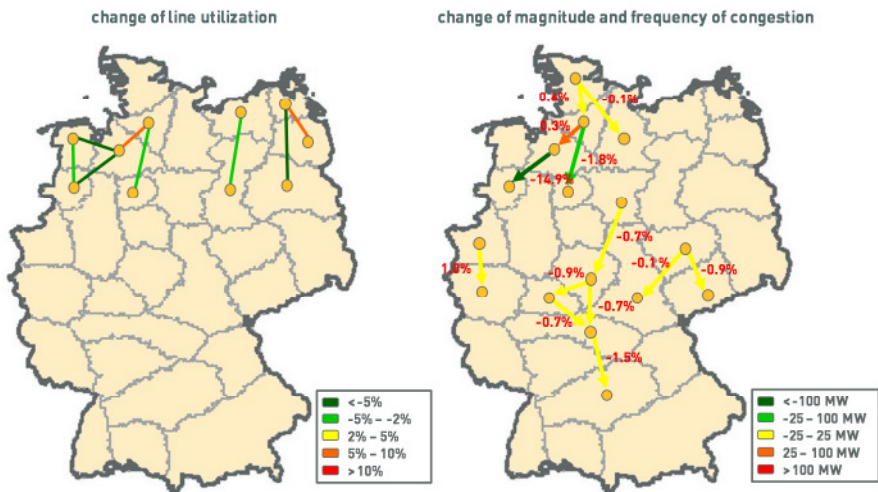 change of line utilization
<-5%
-5% – -2%
2% – 5%
5% – 10%
>10%
change of magnitude and frequency of congestion
0.4%
-0.1%
0.3%
-1.8%
-14.9%
-0.7%
1.0%
-0.9%
-0.1%
-0.9%
-0.7%
-0.7%
-1.5%
<-100 MW
-25 – 100 MW
-25 – 25 MW
25 – 100 MW
>100 MW